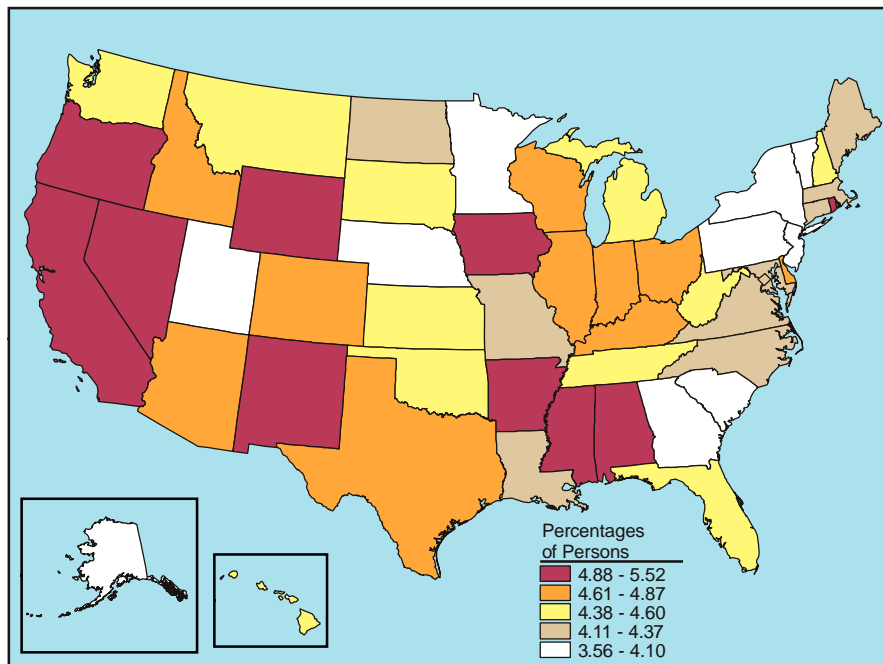 Percentages
of Persons
4.88 - 5.52
4.61 - 4.87
4.38 - 4.60
4.11 - 4.37
3.56 - 4.10